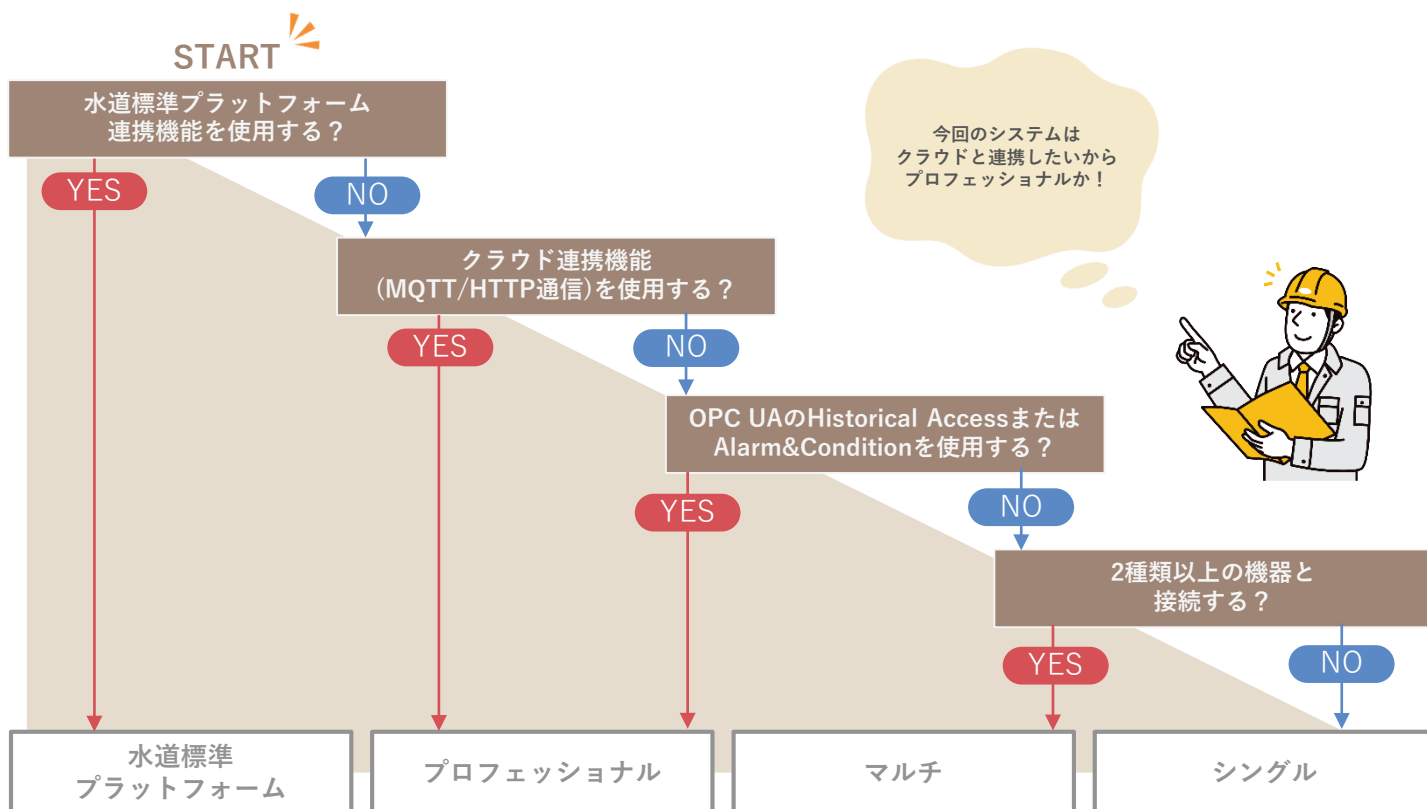 START
水道標準プラットフォーム
連携機能を使用する？
YES
NO
今回のシステムは
クラウドと連携したいから
プロフェッショナルか！
クラウド連携機能
(MQTT/HTTP通信)を使用する？
YES
NO
OPC UAのHistorical Accessまたは
Alarm&Conditionを使用する？
YES
NO
2種類以上の機器と
接続する？
YES
NO
水道標準
プラットフォーム
プロフェッショナル
マルチ
シングル